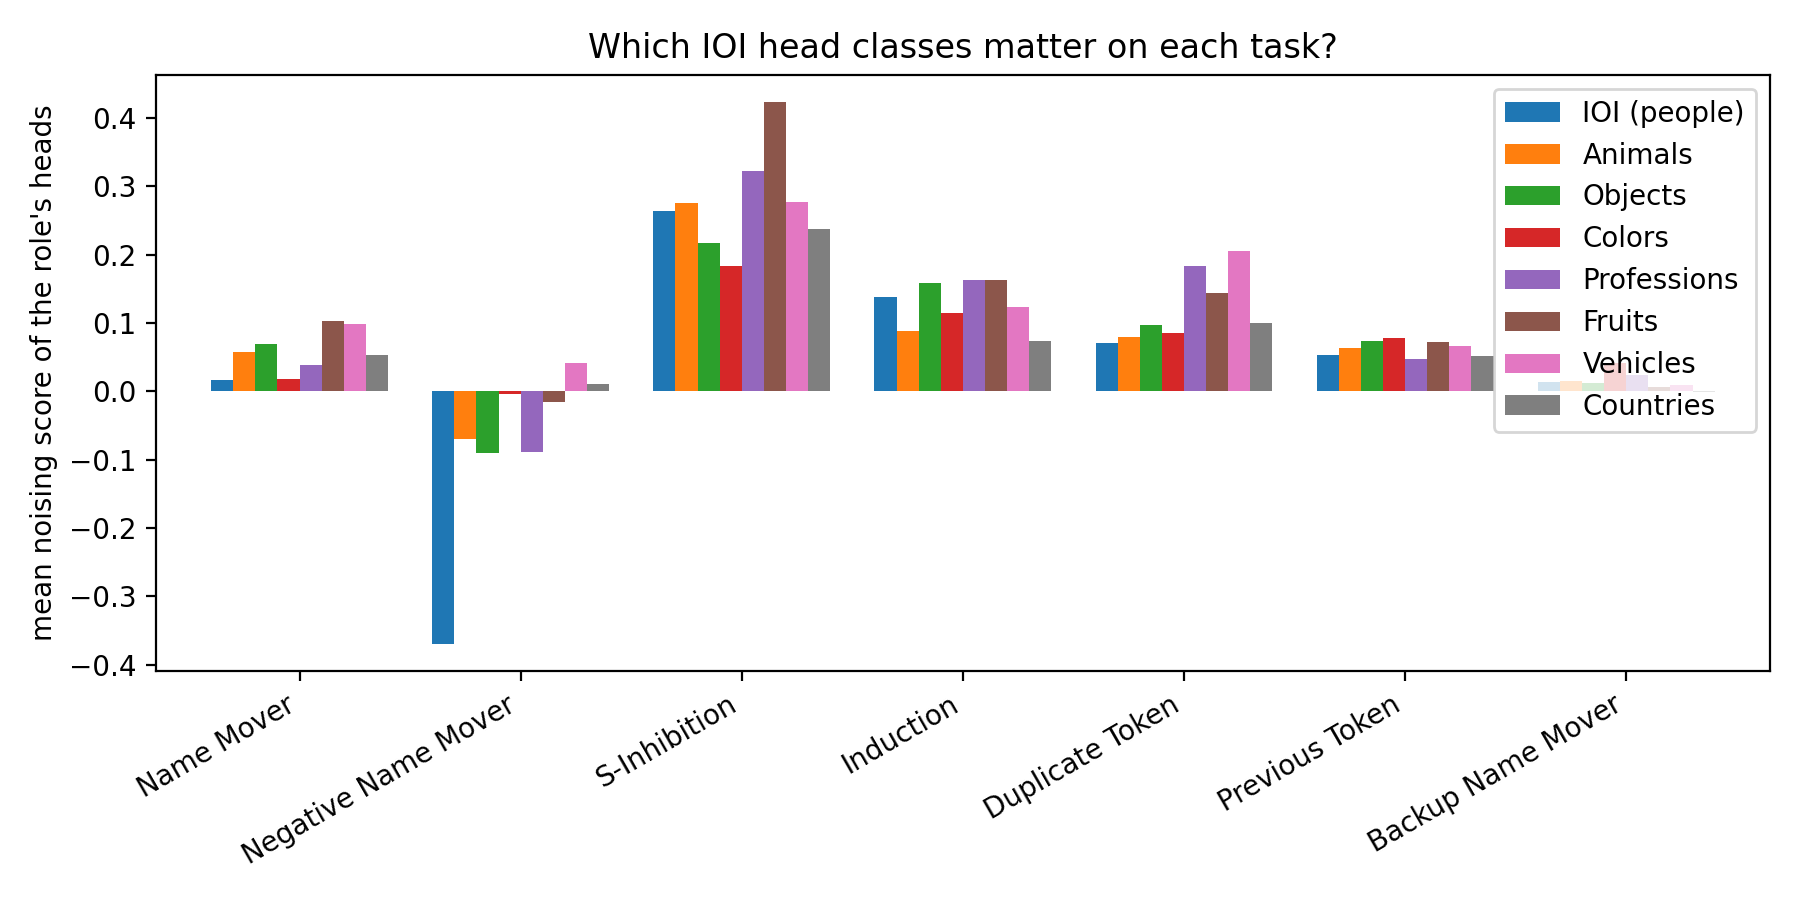 Which IOI head classes matter on each task?
mean noising score of the role's heads
0.4
0.3
0.2
0.1
0.0
−0.1
−0.2
−0.3
−0.4
IOI (people)
Animals
Objects
Colors
Professions
Fruits
Vehicles
Countries
Name Mover
Negative Name Mover
S-Inhibition
Induction
Duplicate Token
Previous Token
Backup Name Mover